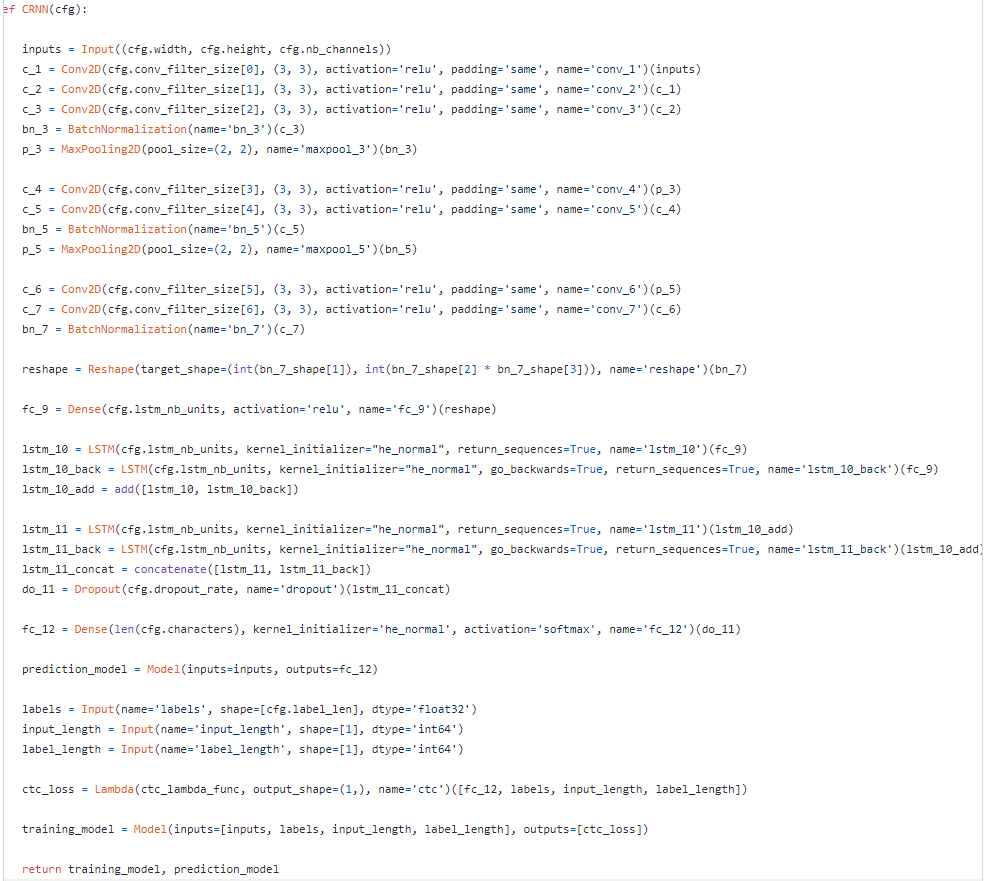 ef CRNN(cfg):
inputs = Input((cfg.width, cfg.height, cfg.nb_channels))
c_1 = Conv2D(cfg.conv_filter_size[0], (3, 3), activation='relu', padding='same', name='conv_1')(inputs)
c_2 = Conv2D(cfg.conv_filter_size[1], (3, 3), activation='relu', padding='same', name='conv_2')(c_1)
c_3 = Conv2D(cfg.conv_filter_size[2], (3, 3), activation='relu', padding='same', name='conv_3')(c_2)
bn_3 = BatchNormalization(name='bn_3')(c_3)
p_3 = MaxPooling2D(pool_size=(2, 2), name='maxpool_3')(bn_3)
c_4 = Conv2D(cfg.conv_filter_size[3], (3, 3), activation='relu', padding='same', name='conv_4')(p_3)
c_5 = Conv2D(cfg.conv_filter_size[4], (3, 3), activation='relu', padding='same', name='conv_5')(c_4)
bn_5 = BatchNormalization(name='bn_5')(c_5)
p_5 = MaxPooling2D(pool_size=(2, 2), name='maxpool_5')(bn_5)
c_6 = Conv2D(cfg.conv_filter_size[5], (3, 3), activation='relu', padding='same', name='conv_6')(p_5)
c_7 = Conv2D(cfg.conv_filter_size[6], (3, 3), activation='relu', padding='same', name='conv_7')(c_6)
bn_7 = BatchNormalization(name='bn_7')(c_7)
reshape = Reshape(target_shape=(int(bn_7_shape[1]), int(bn_7_shape[2] * bn_7_shape[3])), name='reshape')(bn_7)
fc_9 = Dense(cfg.lstm_nb_units, activation='relu', name='fc_9')(reshape)
lstm_10 = LSTM(cfg.lstm_nb_units, kernel_initializer="he_normal", return_sequences=True, name='lstm_10')(fc_9)
lstm_10_back = LSTM(cfg.lstm_nb_units, kernel_initializer="he_normal", go_backwards=True, return_sequences=True, name='lstm_10_back')(fc_9)
lstm_10_add = add([lstm_10, lstm_10_back])
lstm_11 = LSTM(cfg.lstm_nb_units, kernel_initializer="he_normal", return_sequences=True, name='lstm_11')(lstm_10_add)
lstm_11_back = LSTM(cfg.lstm_nb_units, kernel_initializer="he_normal", go_backwards=True, return_sequences=True, name='lstm_11_back')(lstm_10_add)
lstm_11_concat = concatenate([lstm_11, lstm_11_back])
do_11 = Dropout(cfg.dropout_rate, name='dropout')(lstm_11_concat)
fc_12 = Dense(len(cfg.characters), kernel_initializer='he_normal', activation='softmax', name='fc_12')(do_11)
prediction_model = Model(inputs=inputs, outputs=fc_12)
labels = Input(name='labels', shape=[cfg.label_len], dtype='float32')
input_length = Input(name='input_length', shape=[1], dtype='int64')
label_length = Input(name='label_length', shape=[1], dtype='int64')
ctc_loss = Lambda(ctc_lambda_func, output_shape=(1,), name='ctc')([fc_12, labels, input_length, label_length])
training_model = Model(inputs=[inputs, labels, input_length, label_length], outputs=[ctc_loss])
return training_model, prediction_model